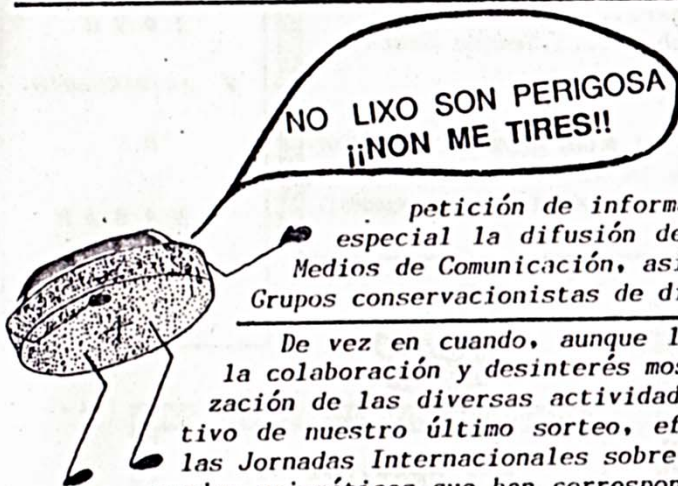 NO LIXO SON PERIGOSA
¡¡NON ME TIRES!!
petición de inform
especial la difusión de
Medios de Comunicación, asi
Grupos conservacionistas de d
De vez en cuando, aunque l
la colaboración y desinterés mos
zación de las diversas actividad
tivo de nuestro último sorteo, ef
las Jornadas Internacionales sobre